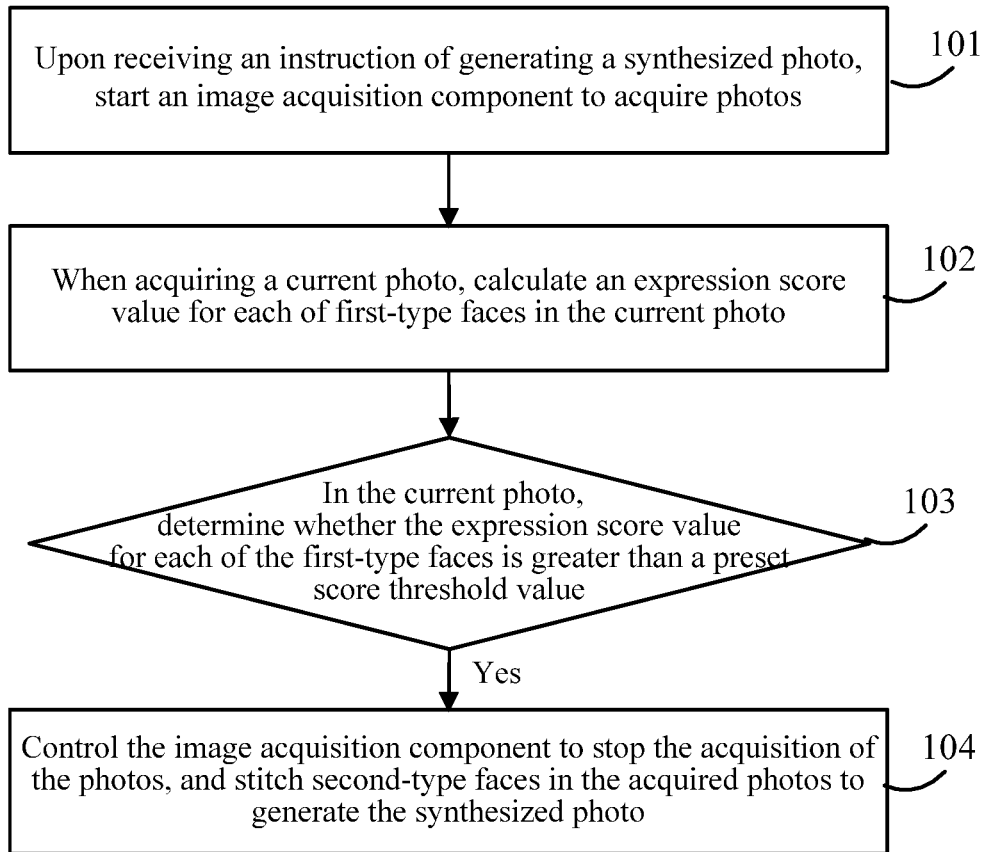 Upon receiving an instruction of generating a synthesized photo,
start an image acquisition component to acquire photos
101
When acquiring a current photo, calculate an expression score
value for each of first-type faces in the current photo
102
In the current photo,
determine whether the expression score value
for each of the first-type faces is greater than a preset
score threshold value
103
Yes
Control the image acquisition component to stop the acquisition of
the photos, and stitch second-type faces in the acquired photos to
generate the synthesized photo
104